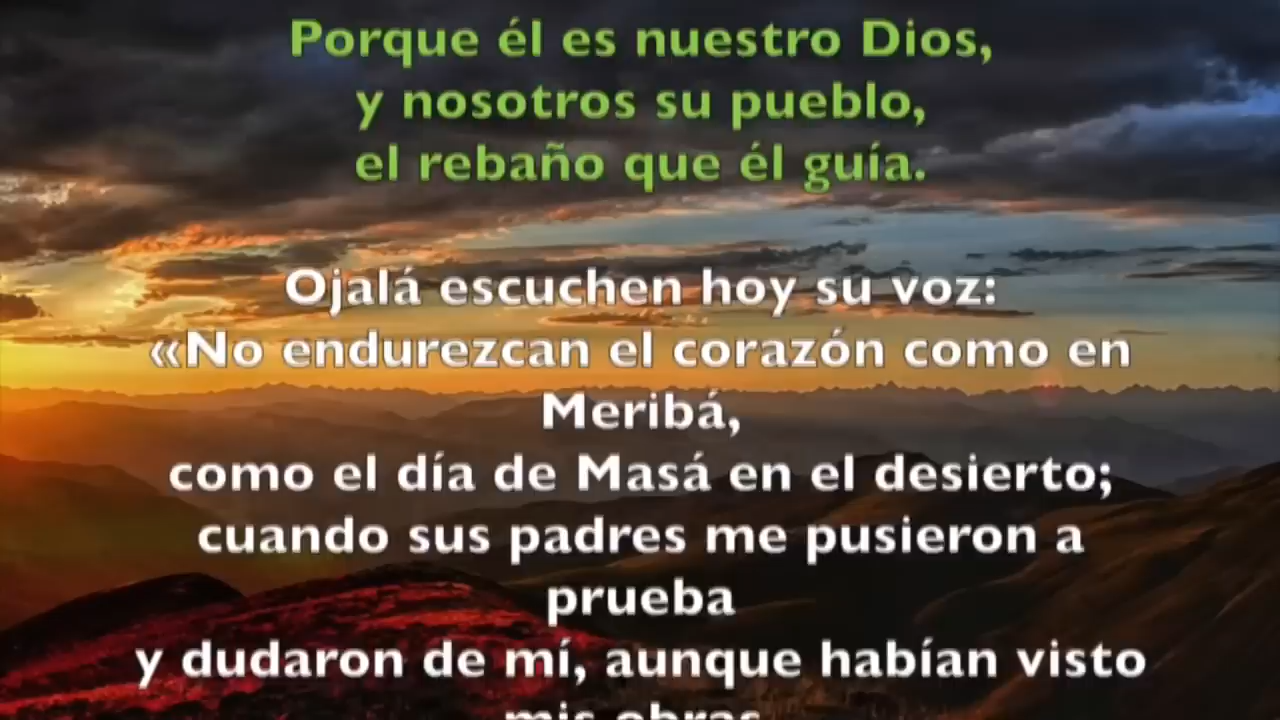 Porque él es nuestro Dios,
y nosotros su pueblo,
el rebaño que él guía.
Ojalá escuchen hoy su voz:
«No endurezcan el corazón como en
Meribá,
como el día de Masá en el desierto;
cuando sus padres me pusieron a
prueba
y dudaron de mí, aunque habían visto
mis obras.